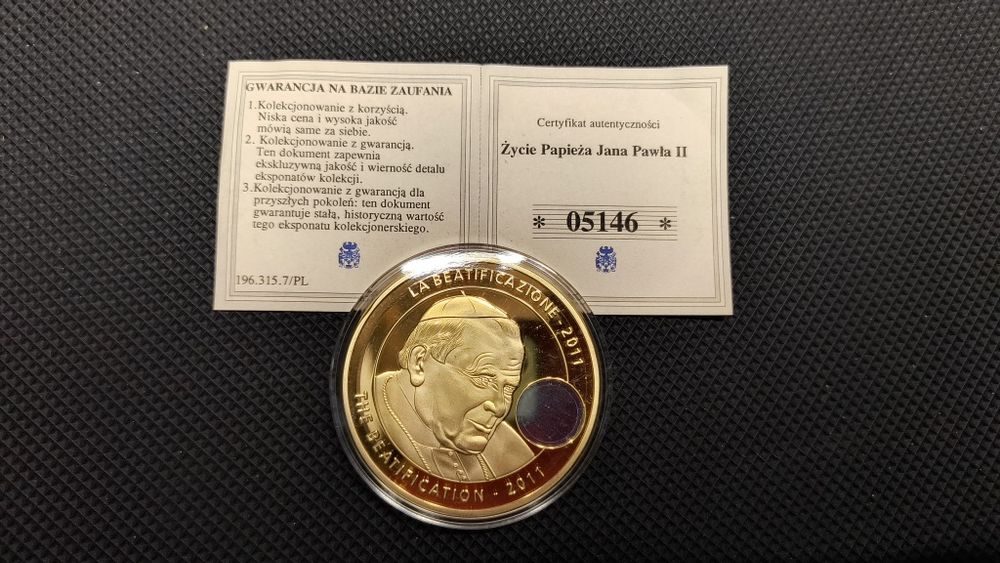 GWARANCJA NA BAZIE ZAUFANIA
1.Kolekcjonowanie z korzyścią.
Niska cena i wysoka jakość
mówią same za siebie.
2. Kolekcjonowanie z gwarancją.
Ten dokument zapewnia
ekskluzywną jakość i wierność detalu
eksponatów kolekcji.
3.Kolekcjonowanie z gwarancją dla
przyszłych pokoleń: ten dokument
gwarantuje stałą, historyczną wartość
tego eksponatu kolekcjonerskiego.
196.315.7/PL
Certyfikat autentyczności
Życie Papieża Jana Pawła II
* 05146 *
LA BEATIFICAZIONE - 2011
THE BEATIFICATION - 2011